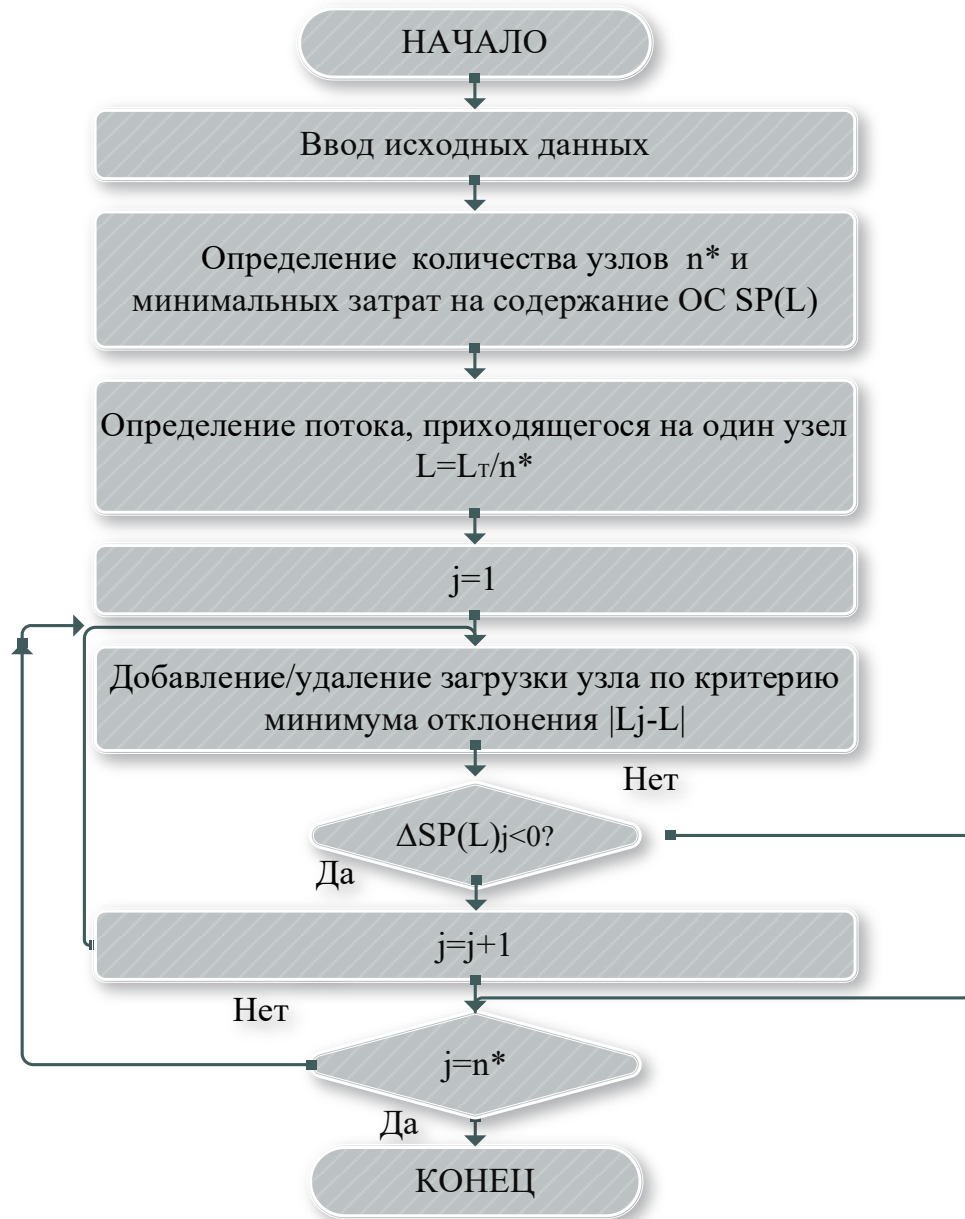 НАЧАЛО
Ввод исходных данных
Определение количества узлов n* и
минимальных затрат на содержание ОС SP(L)
Определение потока, приходящегося на один узел
L=Lт/n*
j=1
Добавление/удаление загрузки узла по критерию
минимума отклонения |Lj-L|
Нет
ΔSP(L)j<0?
Да
j=j+1
Нет
j=n*
Да
КОНЕЦ